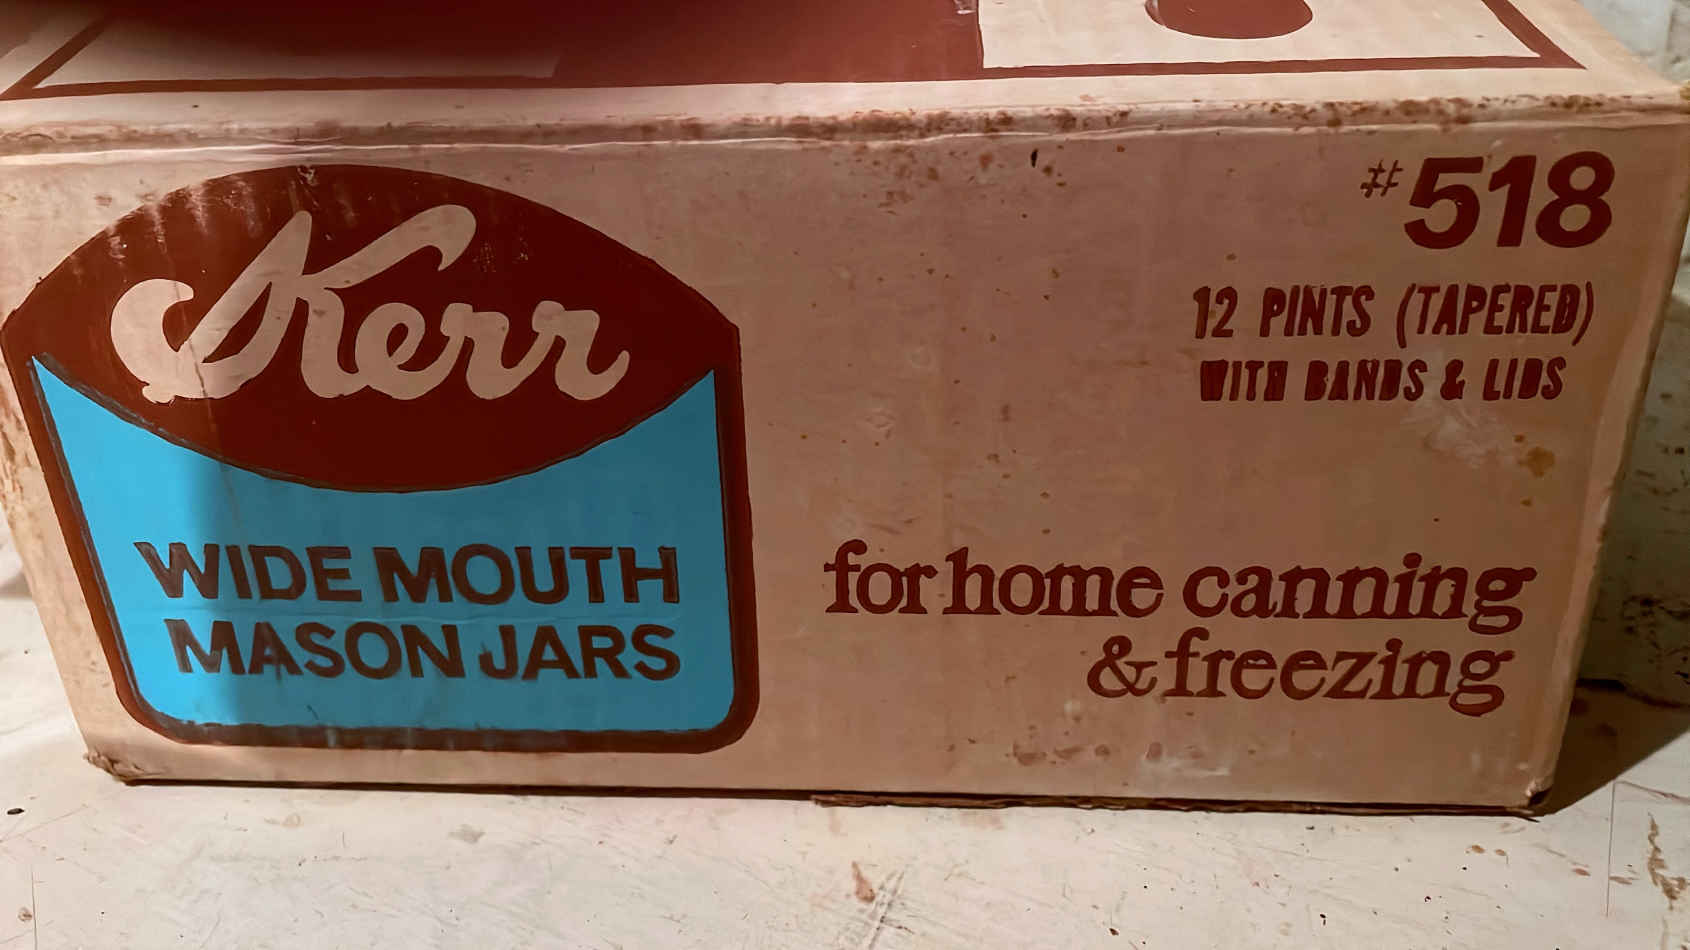 Kerr
WIDE MOUTH
MASON JARS
#518
12 PINTS (TAPERED)
WITH BANDS & LIDS
for home canning
& freezing